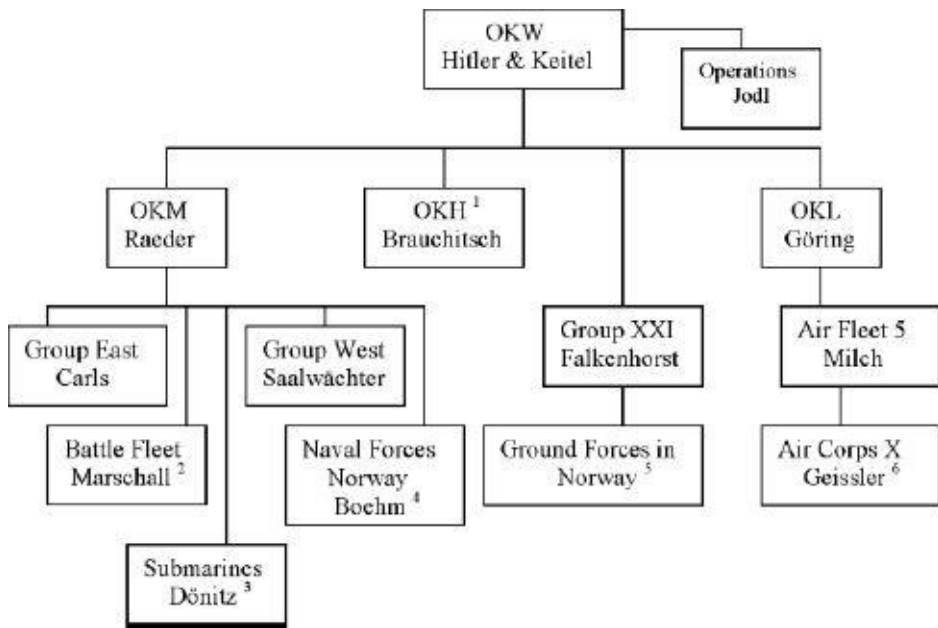 OKW
Hitler & Keitel
Operations
Jodl
OKM
Raeder
OKH 1
Brauchitsch
OKL
Göring
Group East
Carls
Group West
Saalwächter
Group XXI
Falkenhorst
Air Fleet 5
Milch
Battle Fleet
Marschall 2
Naval Forces
Norway
Boehm 4
Ground Forces in
Norway 5
Air Corps X
Geissler 6
Submarines
Dönitz 3